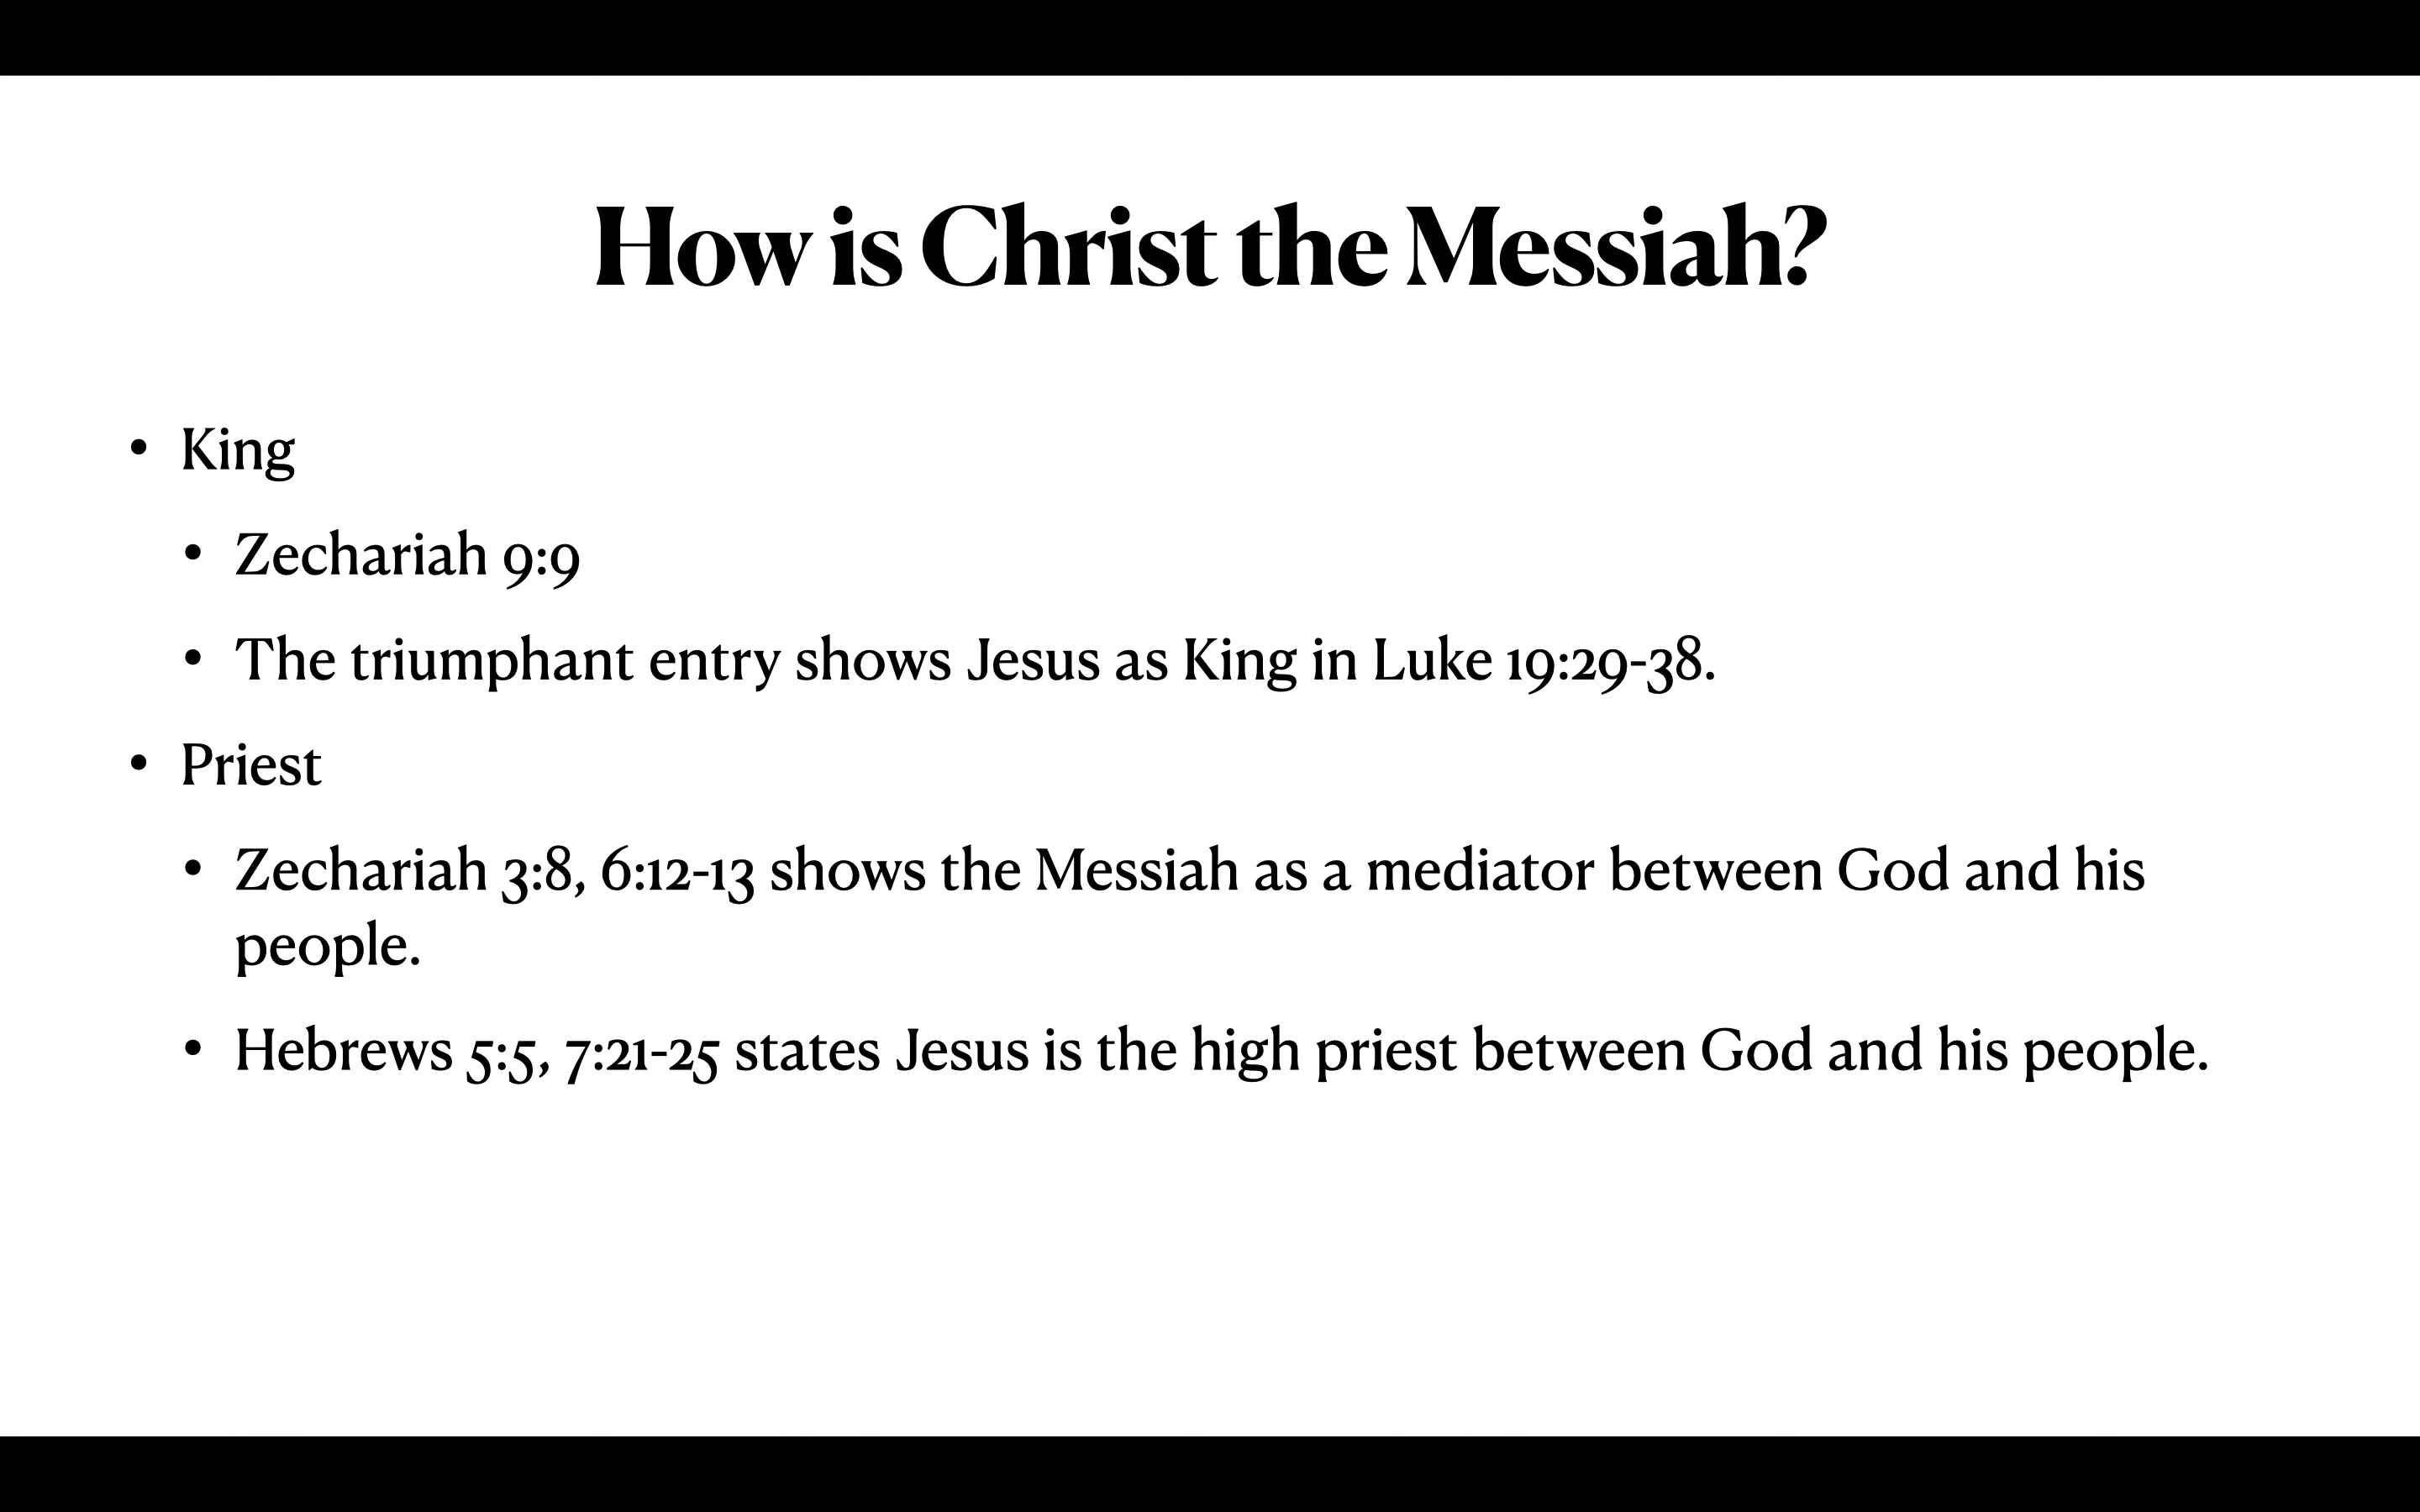 How is Christ the Messiah?
• King
• Zechariah 9:9
• The triumphant entry shows Jesus as King in Luke 19:29-38.
• Priest
• Zechariah 3:8, 6:12-13 shows the Messiah as a mediator between God and his
people.
• Hebrews 5:5, 7:21-25 states Jesus is the high priest between God and his people.